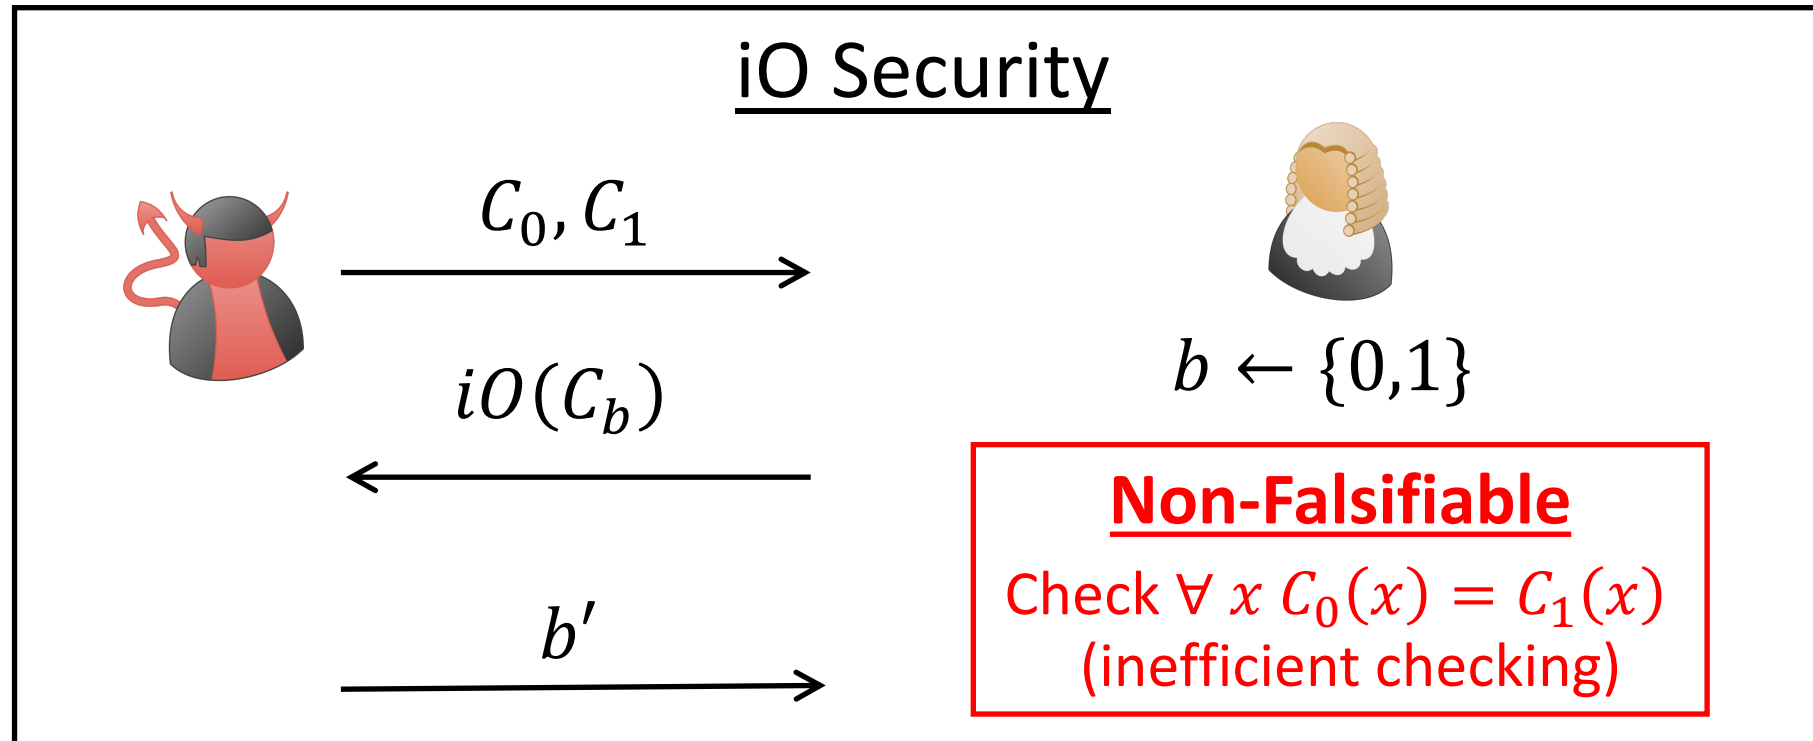 iO Security
C₀, C₁
b ← {0,1}
iO(C_b)
Non-Falsifiable
Check ∀ x C₀(x) = C₁(x)
(inefficient checking)
b′